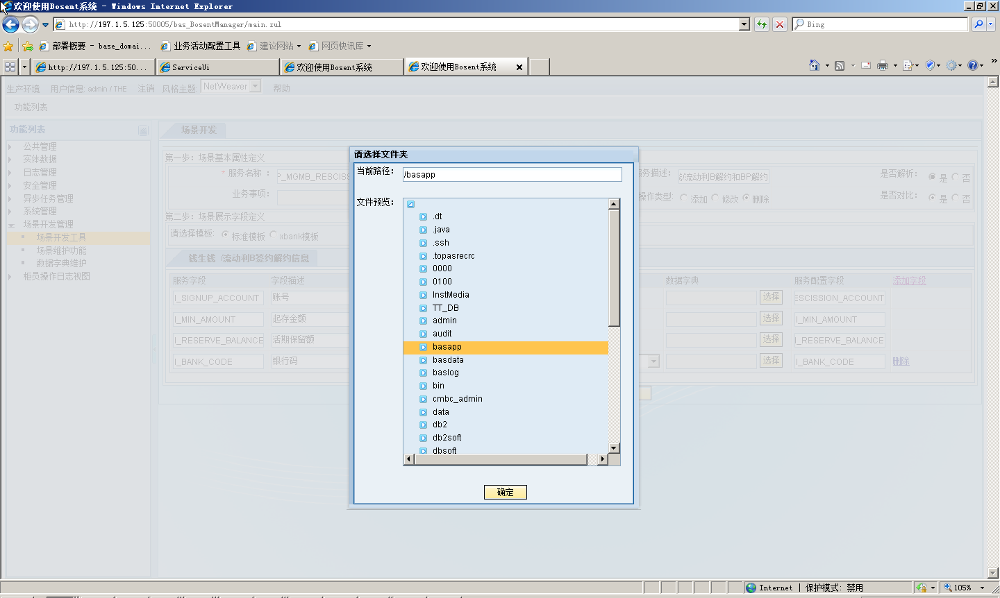 欢迎使用Bosent系统 - Windows Internet Explorer
http://197.1.5.125:50005/bas_BosentManager/main.zul
Bing
部署概要 - base_domai...
业务活动配置工具
建议网站
网页快讯库
http://197.1.5.125:50...
ServiceUi
欢迎使用Bosent系统
欢迎使用Bosent系统
生产环境 用户信息: admin / THE 注销 风格主题 NetWeaver 帮助
功能列表
功能列表
公共管理
实体数据
日志管理
安全管理
异步任务管理
系统管理
场景开发管理
场景开发工具
场景维护功能
数据字典维护
柜员操作日志视图
场景开发
第一步: 场景基本属性定义
* 服务名称 : P_MGMB_RESCISS
服务描述: 流动利B解约和BP解约
是否解析: 是 否
业务事项:
操作类型: 添加 修改 删除
是否对比: 是 否
第二步: 场景展示字段定义
请选择模板: 标准模板 xbank模板
钱生钱 /流动利B签约解约信息
服务字段 字段描述 数据字典 服务配置字段 添加字段
I_SIGNUP_ACCOUNT 账号 选择 ESCISSION_ACCOUNT
I_MIN_AMOUNT 起存金额 选择 I_MIN_AMOUNT
I_RESERVE_BALANCE 活期保留额 选择 I_RESERVE_BALANCE
I_BANK_CODE 银行码 选择 I_BANK_CODE 删除
请选择文件夹
当前路径: /basapp
文件预览:
.dt
.java
.ssh
.topasrecrc
0000
0100
InstMedia
TT_DB
admin
audit
basapp
basdata
baslog
bin
cmbc_admin
data
db2
db2soft
dbsoft
确定
Internet | 保护模式: 禁用
105%